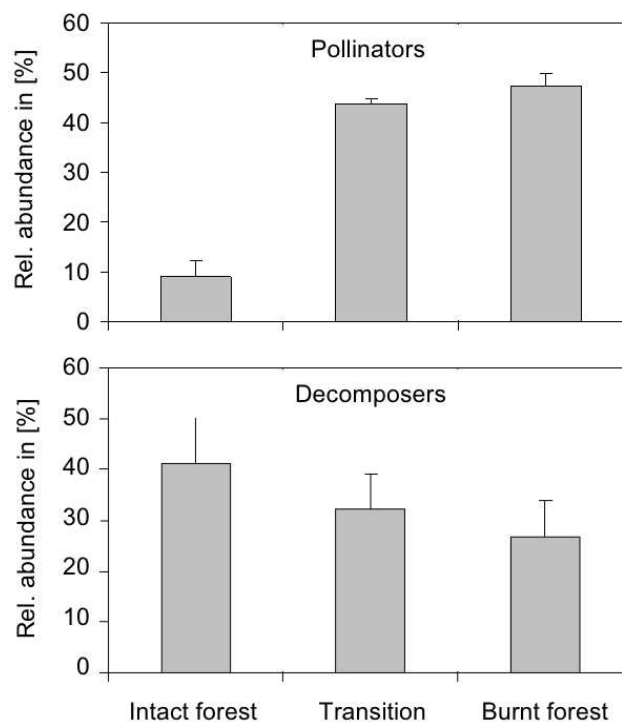 Pollinators
Rel. abundance in [%]
60
50
40
30
20
10
0
Decomposers
Rel. abundance in [%]
60
50
40
30
20
10
0
Intact forest Transition Burnt forest